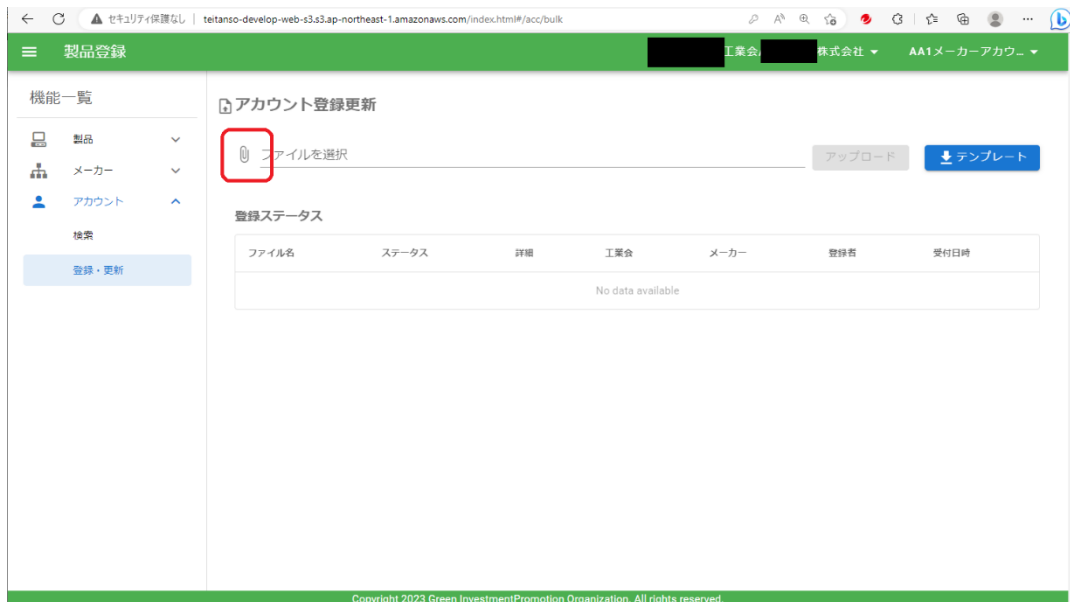 セキュリティ保護なし | teitanso-develop-web-s3.s3.ap-northeast-1.amazonaws.com/index.html#/acc/bulk
製品登録
工業会 株式会社 AA1メーカーアカウ...
機能一覧
製品
メーカー
アカウント
検索
登録・更新
アカウント登録更新
ファイルを選択
アップロード
テンプレート
登録ステータス
ファイル名 ステータス 詳細 工業会 メーカー 登録者 受付日時
No data available
Copyright 2023 Green InvestmentPromotion Organization. All rights reserved.